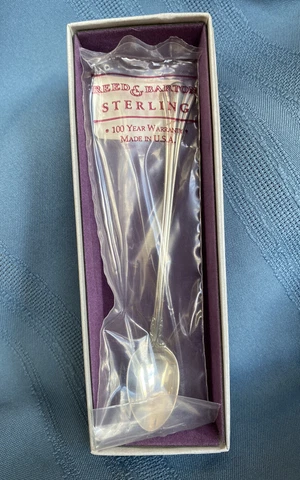 REED & BARTON
STERLING
• 100 YEAR WARRANTY •
MADE IN U.S.A.